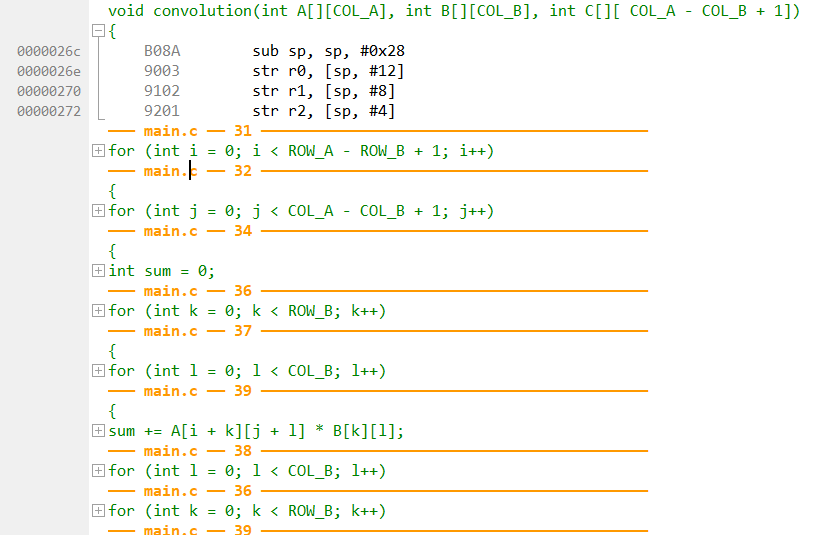 void convolution(int A[][COL_A], int B[][COL_B], int C[][ COL_A - COL_B + 1])
{
0000026c B08A sub sp, sp, #0x28
0000026e 9003 str r0, [sp, #12]
00000270 9102 str r1, [sp, #8]
00000272 9201 str r2, [sp, #4]
main.c 31
for (int i = 0; i < ROW_A - ROW_B + 1; i++)
main.c 32
{
for (int j = 0; j < COL_A - COL_B + 1; j++)
main.c 34
{
int sum = 0;
main.c 36
for (int k = 0; k < ROW_B; k++)
main.c 37
{
for (int l = 0; l < COL_B; l++)
main.c 39
{
sum += A[i + k][j + l] * B[k][l];
main.c 38
for (int l = 0; l < COL_B; l++)
main.c 36
for (int k = 0; k < ROW_B; k++)
main.c 39